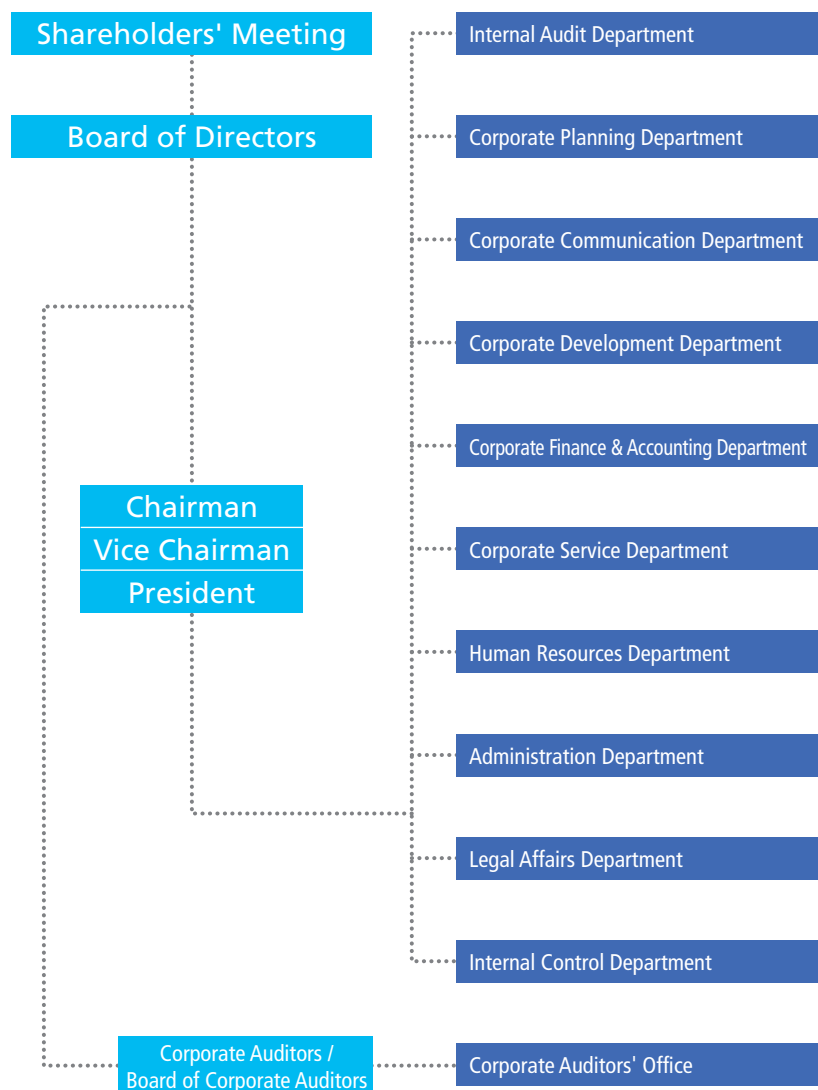 Shareholders' Meeting
Board of Directors
Chairman
Vice Chairman
President
Corporate Auditors /
Board of Corporate Auditors
Internal Audit Department
Corporate Planning Department
Corporate Communication Department
Corporate Development Department
Corporate Finance & Accounting Department
Corporate Service Department
Human Resources Department
Administration Department
Legal Affairs Department
Internal Control Department
Corporate Auditors' Office